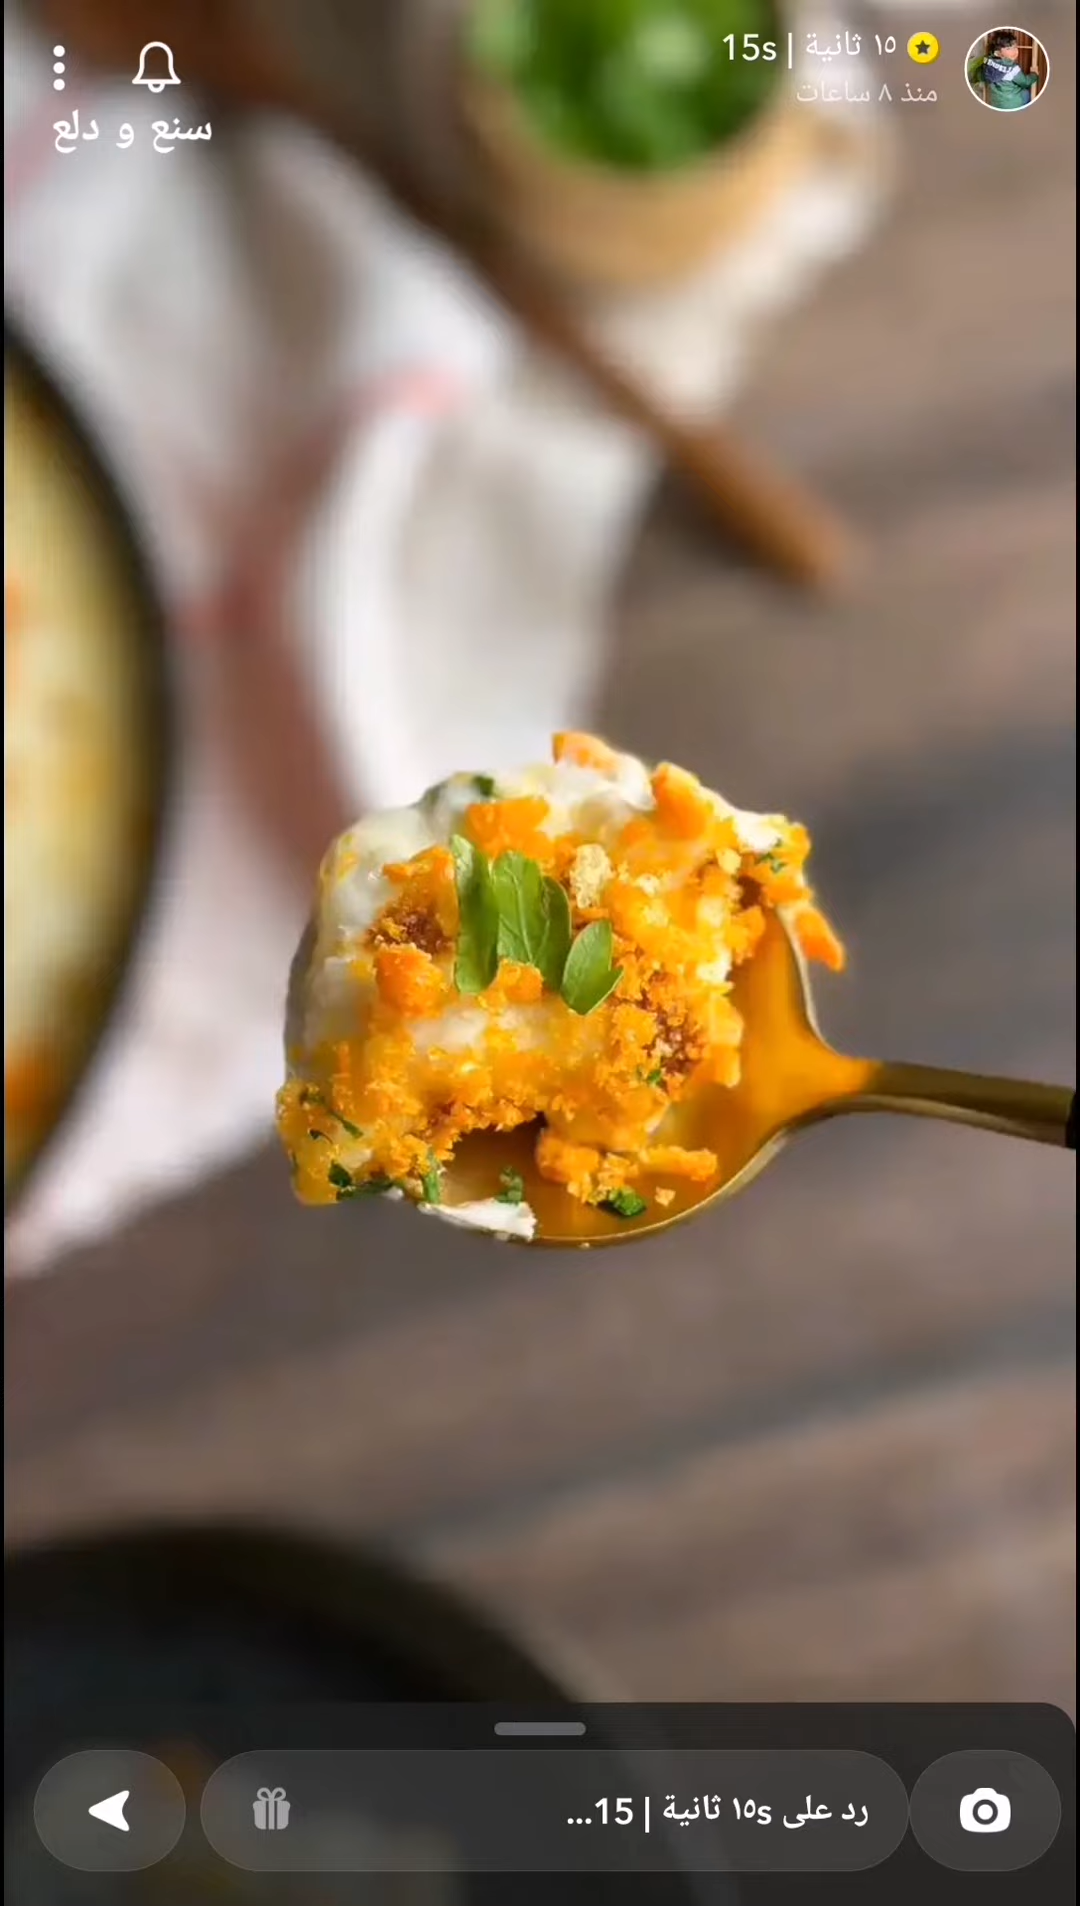 ١٥ ثانية | 15s
منذ ٨ ساعات
سنع و دلع
رد على ١٥s ثانية | 15...